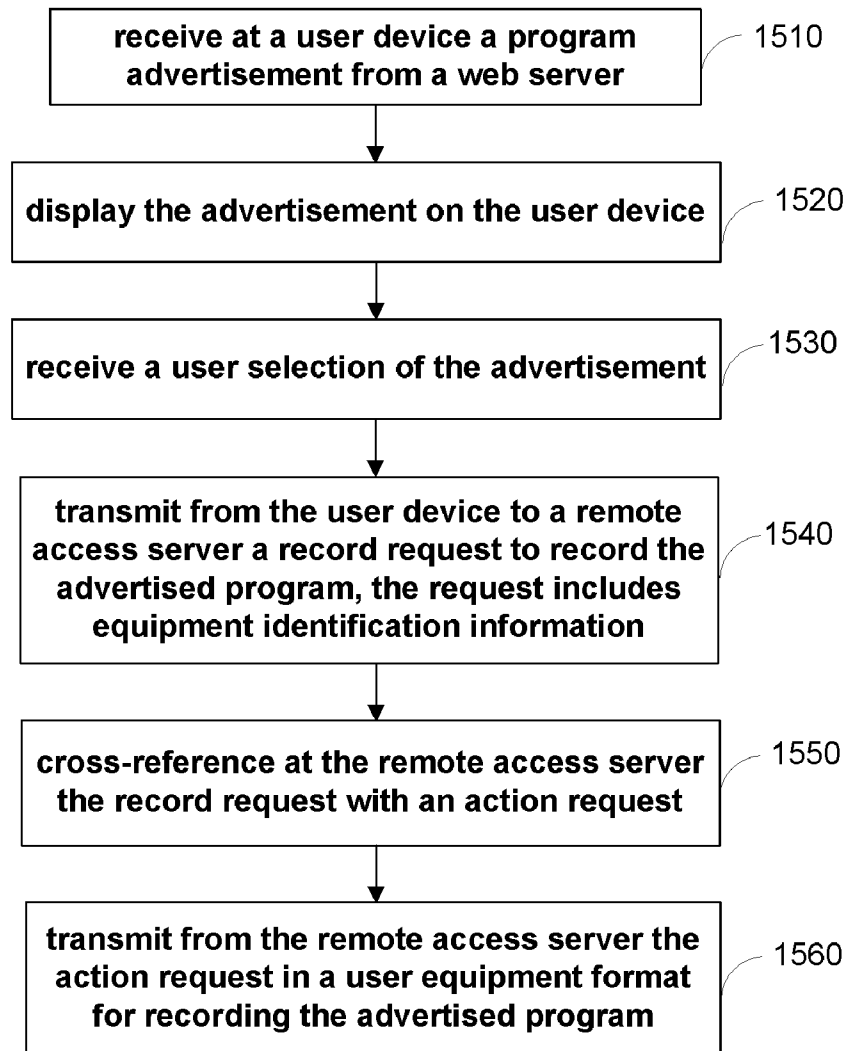 receive at a user device a program
advertisement from a web server
1510
display the advertisement on the user device
1520
receive a user selection of the advertisement
1530
transmit from the user device to a remote
access server a record request to record the
advertised program, the request includes
equipment identification information
1540
cross-reference at the remote access server
the record request with an action request
1550
transmit from the remote access server the
action request in a user equipment format
for recording the advertised program
1560